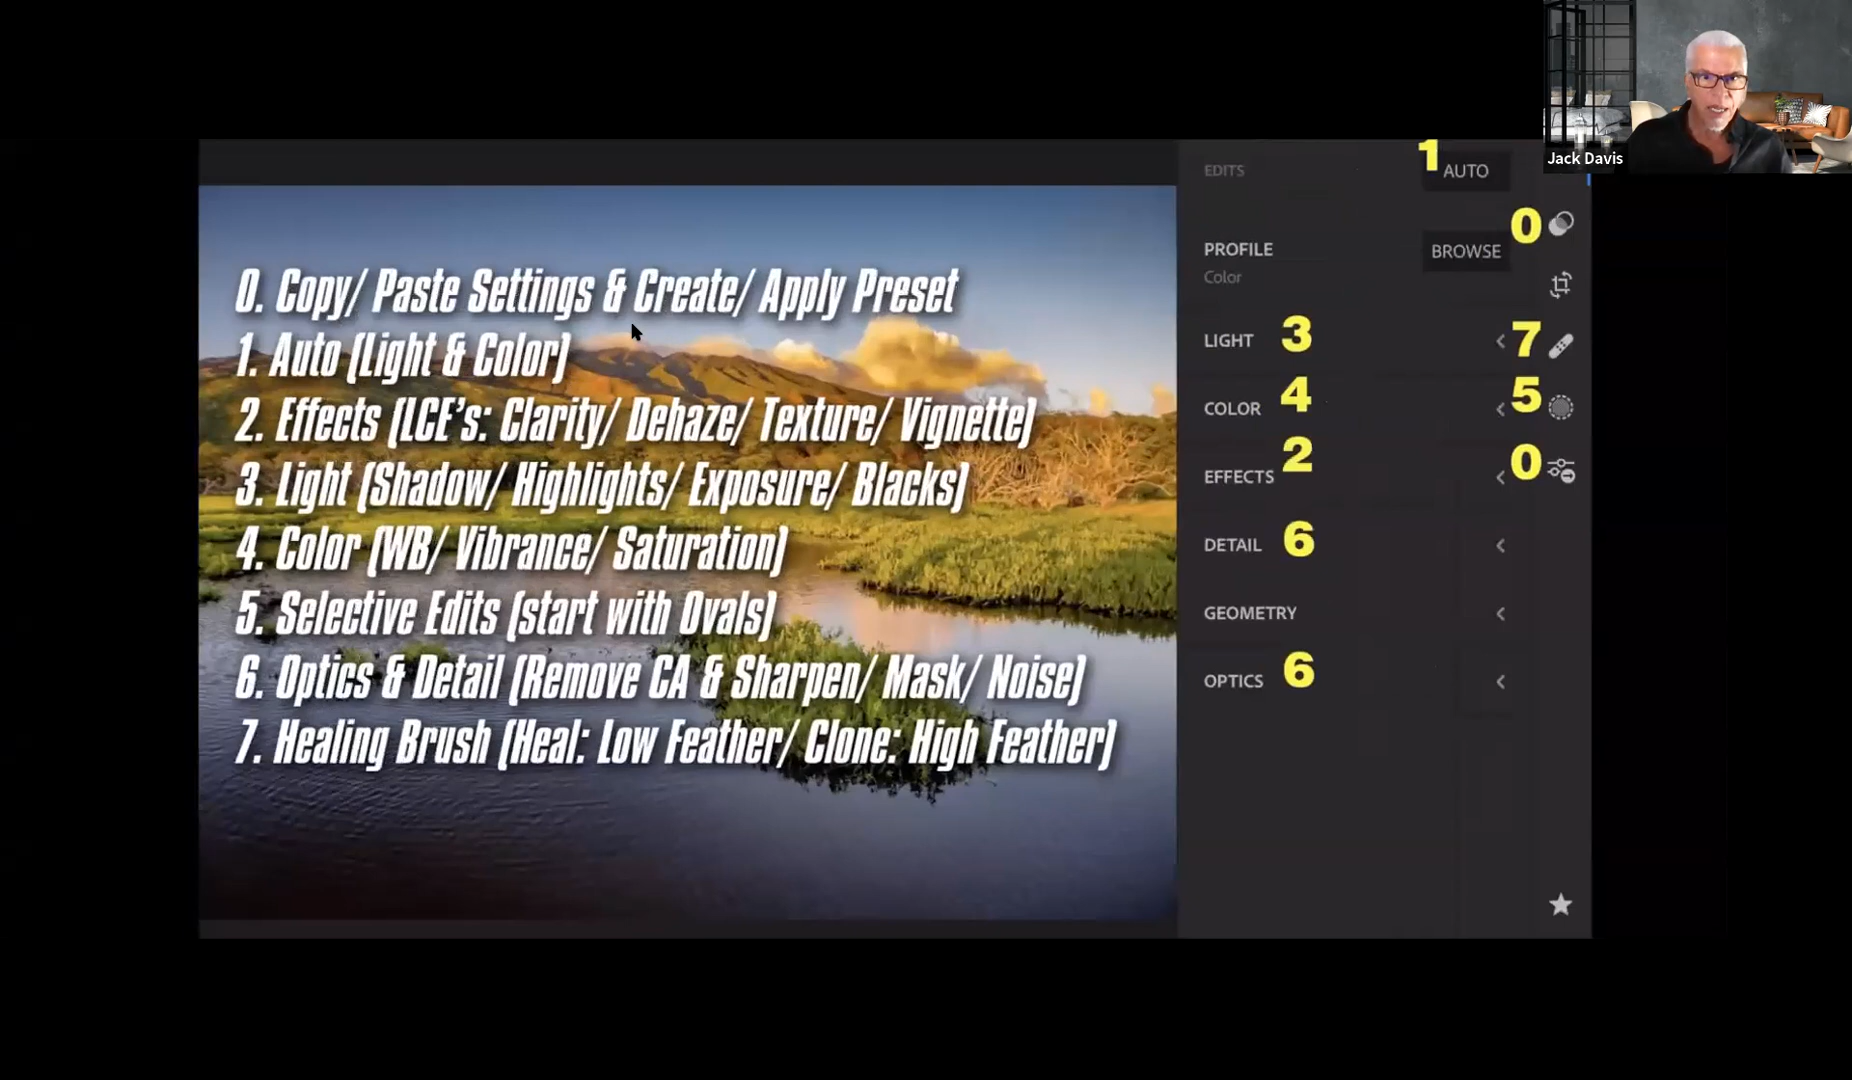 Jack Davis
0. Copy/ Paste Settings & Create/ Apply Preset
1. Auto (Light & Color)
2. Effects (LCE's: Clarity/ Dehaze/ Texture/ Vignette)
3. Light (Shadow/ Highlights/ Exposure/ Blacks)
4. Color (WB/ Vibrance/ Saturation)
5. Selective Edits (start with Ovals)
6. Optics & Detail (Remove CA & Sharpen/ Mask/ Noise)
7. Healing Brush (Heal: Low Feather/ Clone: High Feather)
EDITS 1 AUTO
0
PROFILE BROWSE
Color
LIGHT 3 7
COLOR 4 5
EFFECTS 2 0
DETAIL 6
GEOMETRY
OPTICS 6